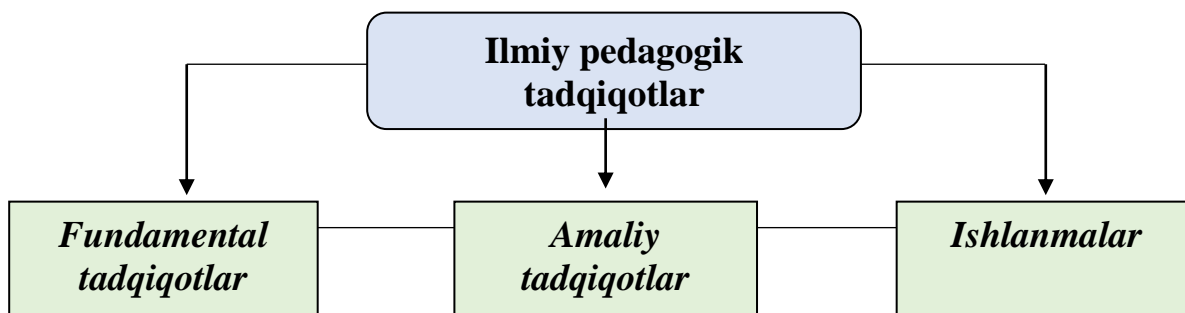 Ilmiy pedagogik
tadqiqotlar
Fundamental
tadqiqotlar
Amaliy
tadqiqotlar
Ishlanmalar